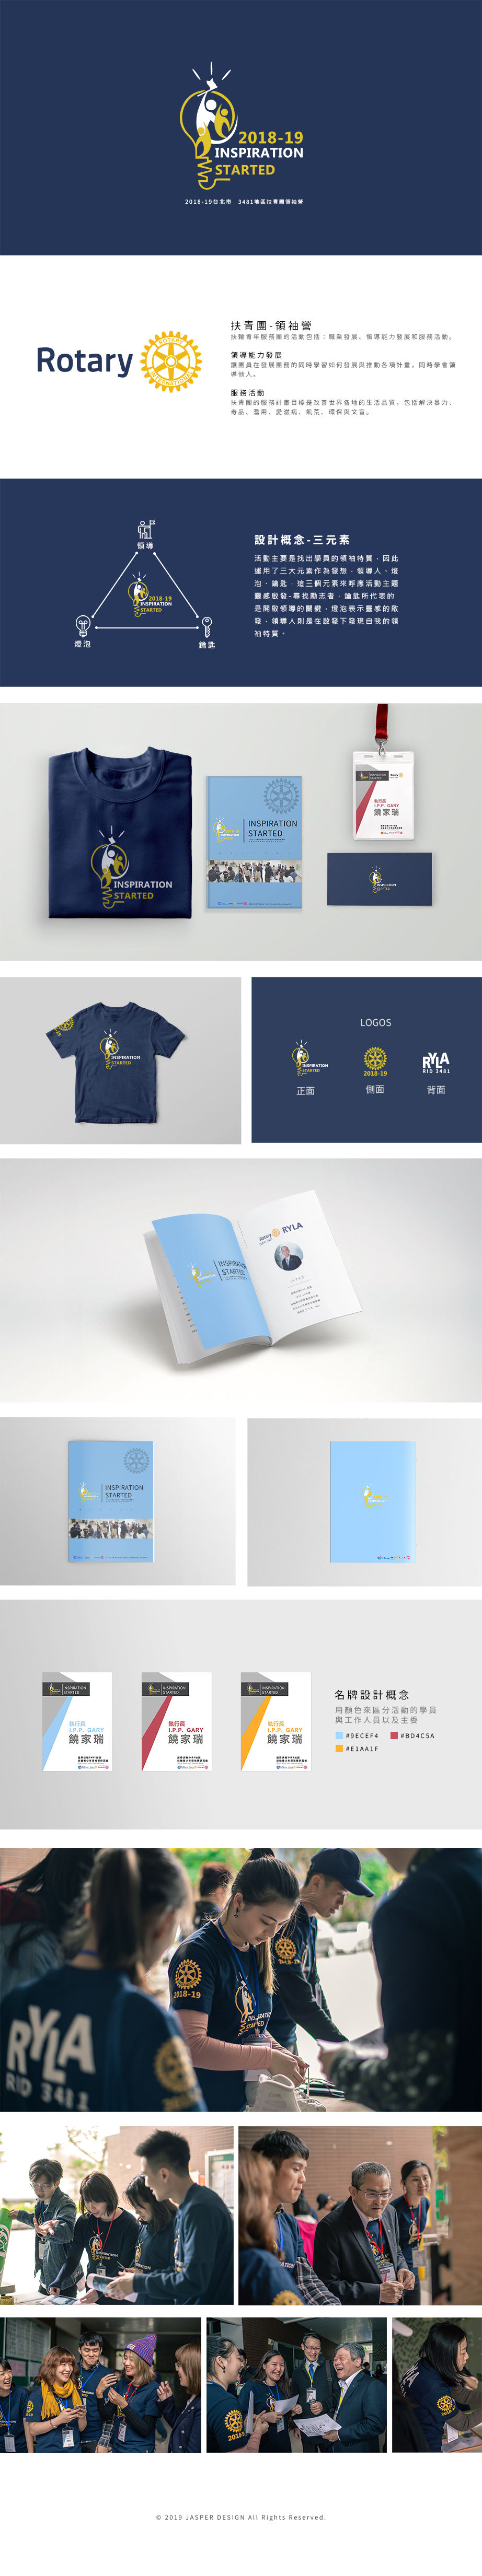 2018-19
INSPIRATION
STARTED
2018-19台北市 3481地區扶青團領袖營
Rotary
ROTARY
INTERNATIONAL
扶青團-領袖營
扶輪青年服務團的活動包括：職業發展、領導能力發展和服務活動。
領導能力發展
讓團員在發展團務的同時學習如何發展與推動各項計畫，同時學會領
導他人。
服務活動
扶青團的服務計畫目標是改善世界各地的生活品質，包括解決暴力、
毒品、濫用、愛滋病、飢荒、環保與文盲。
領導
2018-19
INSPIRATION
STARTED
燈泡
鑰匙
設計概念-三元素
活動主要是找出學員的領袖特質，因此
運用了三大元素作為發想，領導人、燈
泡、鑰匙，這三個元素來呼應活動主題
靈感啟發-尋找勵志者，鑰匙所代表的
是開啟領導的關鍵，燈泡表示靈感的啟
發，領導人則是在啟發下發現自我的領
袖特質。
INSPIRATION
STARTED
INSPIRATION
STARTED
執行長
I.P.P. GARY
饒家瑞
INSPIRATION
STARTED
INSPIRATION
STARTED
LOGOS
INSPIRATION
STARTED
2018-19
RYLA
RID 3481
正面
側面
背面
INSPIRATION
STARTED
Rotary
RYLA
INSPIRATION
STARTED
INSPIRATION
STARTED
執行長
I.P.P. GARY
饒家瑞
INSPIRATION
STARTED
執行長
I.P.P. GARY
饒家瑞
INSPIRATION
STARTED
執行長
I.P.P. GARY
饒家瑞
名牌設計概念
用顏色來區分活動的學員
與工作人員以及主委
#9ECEF4
#BD4C5A
#E1AA1F
2018-19
2018-19
INSPIRATION
STARTED
RYLA
RID 3481
© 2019 JASPER DESIGN All Rights Reserved.